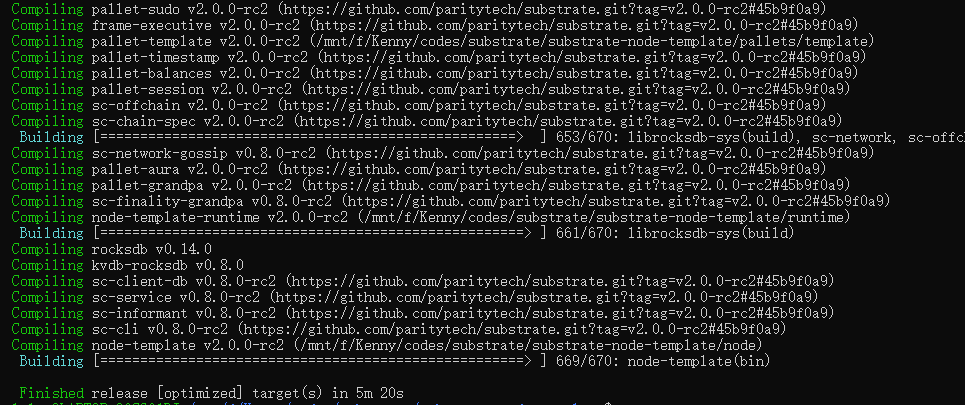 Compiling pallet-sudo v2.0.0-rc2 (https://github.com/paritytech/substrate.git?tag=v2.0.0-rc2#45b9f0a9)
Compiling frame-executive v2.0.0-rc2 (https://github.com/paritytech/substrate.git?tag=v2.0.0-rc2#45b9f0a9)
Compiling pallet-template v2.0.0-rc2 (/mnt/f/Kenny/codes/substrate/substrate-node-template/pallets/template)
Compiling pallet-timestamp v2.0.0-rc2 (https://github.com/paritytech/substrate.git?tag=v2.0.0-rc2#45b9f0a9)
Compiling pallet-balances v2.0.0-rc2 (https://github.com/paritytech/substrate.git?tag=v2.0.0-rc2#45b9f0a9)
Compiling pallet-session v2.0.0-rc2 (https://github.com/paritytech/substrate.git?tag=v2.0.0-rc2#45b9f0a9)
Compiling sc-offchain v2.0.0-rc2 (https://github.com/paritytech/substrate.git?tag=v2.0.0-rc2#45b9f0a9)
Compiling sc-chain-spec v2.0.0-rc2 (https://github.com/paritytech/substrate.git?tag=v2.0.0-rc2#45b9f0a9)
Building [====================================================> ] 653/670: librocksdb-sys(build), sc-network, sc-offcl
Compiling sc-network-gossip v0.8.0-rc2 (https://github.com/paritytech/substrate.git?tag=v2.0.0-rc2#45b9f0a9)
Compiling pallet-aura v2.0.0-rc2 (https://github.com/paritytech/substrate.git?tag=v2.0.0-rc2#45b9f0a9)
Compiling pallet-grandpa v2.0.0-rc2 (https://github.com/paritytech/substrate.git?tag=v2.0.0-rc2#45b9f0a9)
Compiling sc-finality-grandpa v0.8.0-rc2 (https://github.com/paritytech/substrate.git?tag=v2.0.0-rc2#45b9f0a9)
Compiling node-template-runtime v2.0.0-rc2 (/mnt/f/Kenny/codes/substrate/substrate-node-template/runtime)
Building [=====================================================> ] 661/670: librocksdb-sys(build)
Compiling rocksdb v0.14.0
Compiling kvdb-rocksdb v0.8.0
Compiling sc-client-db v0.8.0-rc2 (https://github.com/paritytech/substrate.git?tag=v2.0.0-rc2#45b9f0a9)
Compiling sc-service v0.8.0-rc2 (https://github.com/paritytech/substrate.git?tag=v2.0.0-rc2#45b9f0a9)
Compiling sc-informant v0.8.0-rc2 (https://github.com/paritytech/substrate.git?tag=v2.0.0-rc2#45b9f0a9)
Compiling sc-cli v0.8.0-rc2 (https://github.com/paritytech/substrate.git?tag=v2.0.0-rc2#45b9f0a9)
Compiling node-template v2.0.0-rc2 (/mnt/f/Kenny/codes/substrate/substrate-node-template/node)
Building [=====================================================> ] 669/670: node-template(bin)
Finished release [optimized] target(s) in 5m 20s